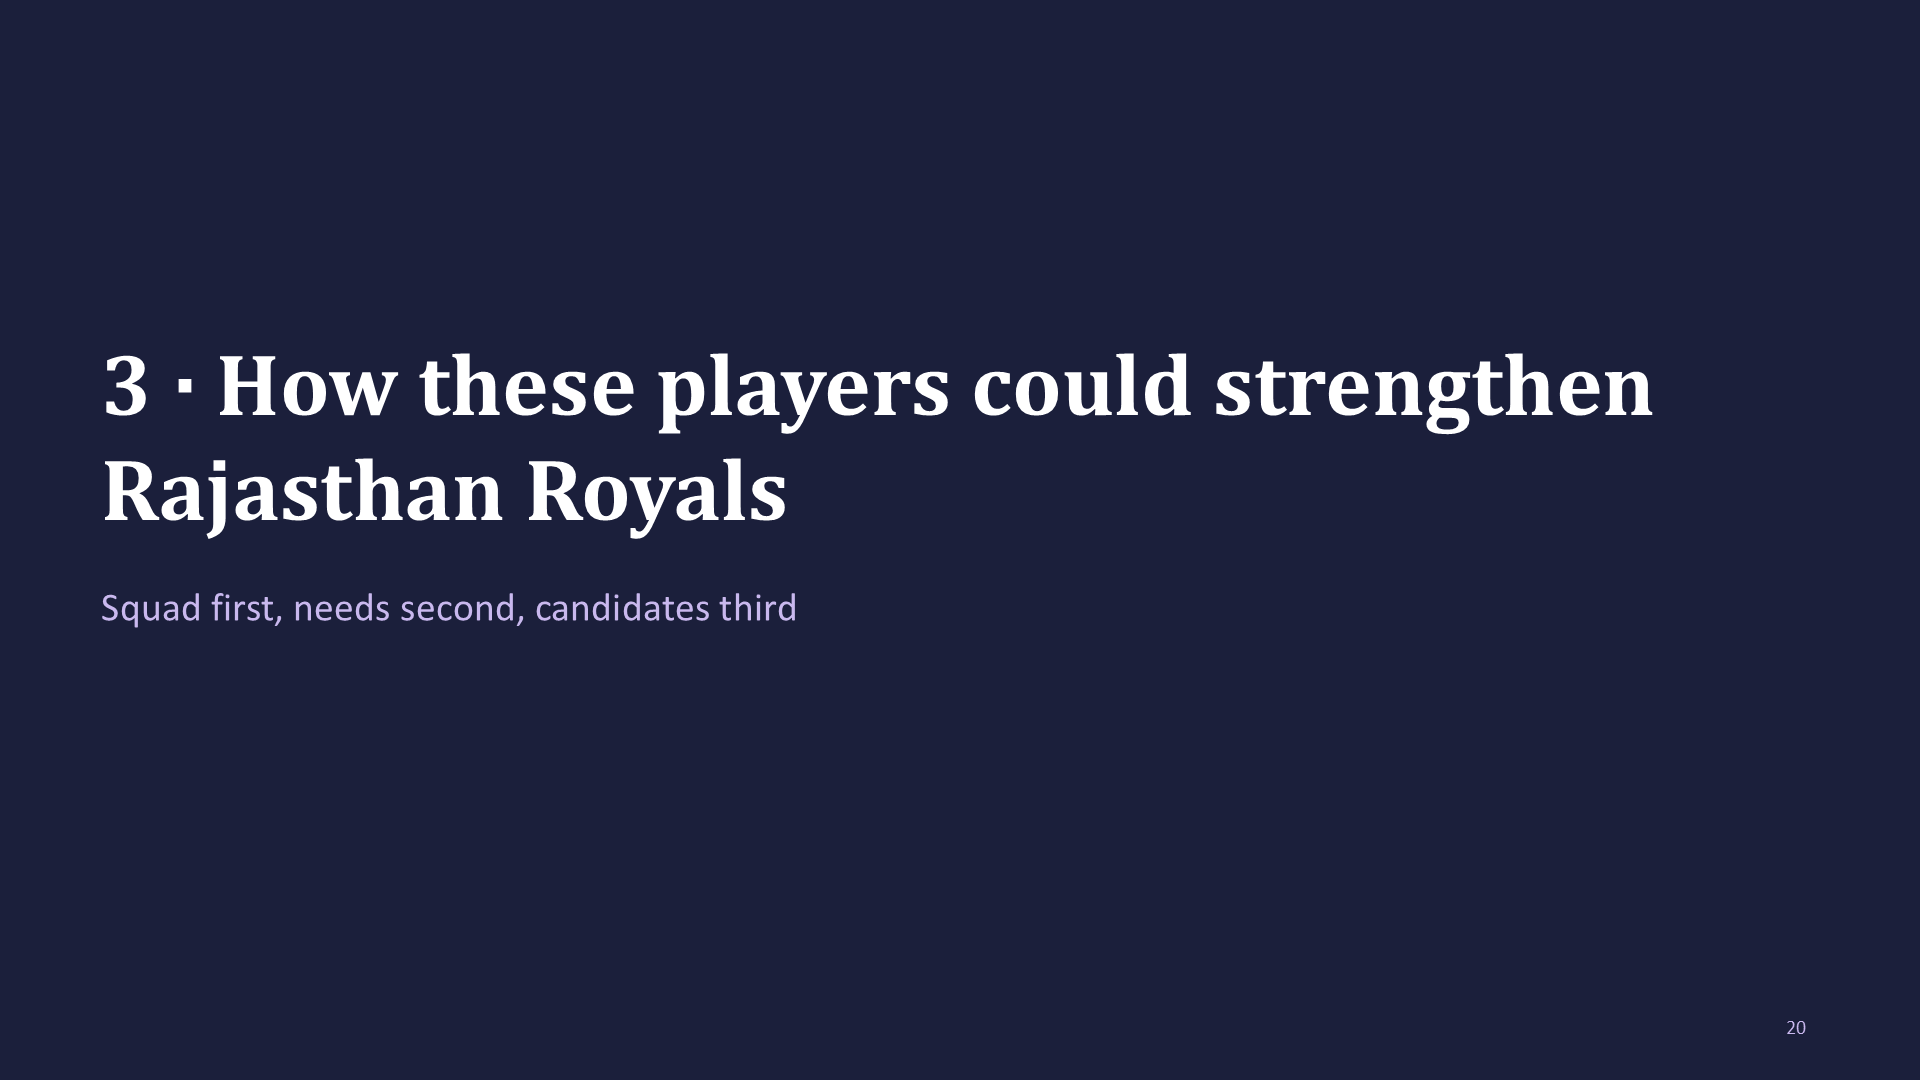 3 · How these players could strengthen
Rajasthan Royals
Squad first, needs second, candidates third
20